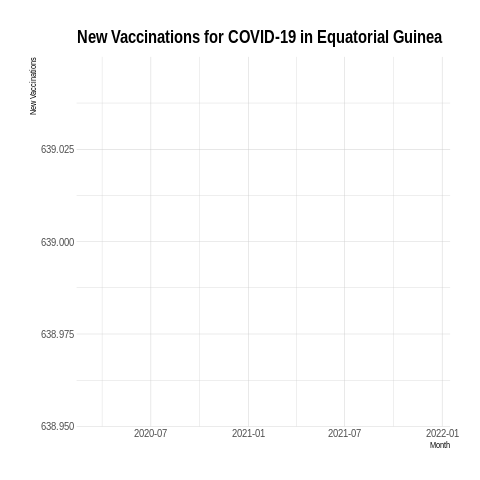 New Vaccinations for COVID-19 in Equatorial Guinea
New Vaccinations
639.025
639.000
638.975
638.950
2020-07 2021-01 2021-07 2022-01
Month